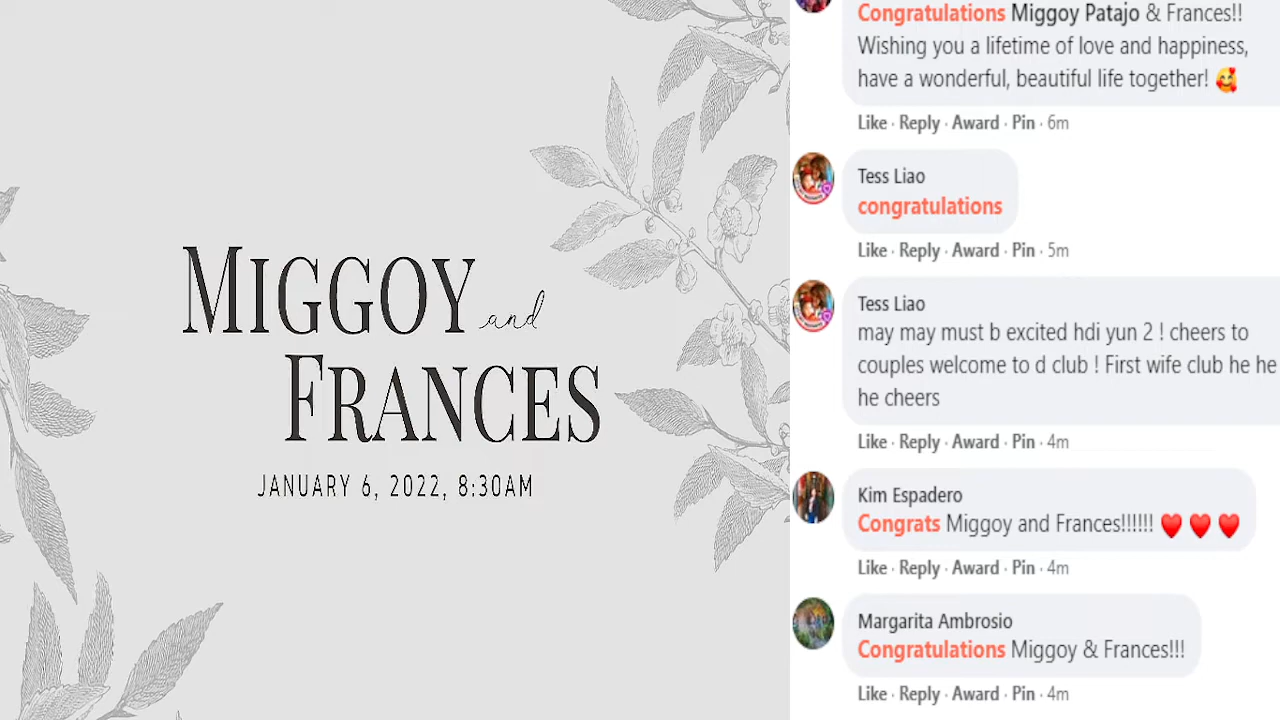 MIGGOY and
FRANCES
JANUARY 6, 2022, 8:30AM
Congratulations Miggoy Patajo & Frances!!
Wishing you a lifetime of love and happiness,
have a wonderful, beautiful life together! 🥰
Like · Reply · Award · Pin · 6m
Tess Liao
congratulations
Like · Reply · Award · Pin · 5m
Tess Liao
may may must b excited hdi yun 2 ! cheers to
couples welcome to d club ! First wife club he he
he cheers
Like · Reply · Award · Pin · 4m
Kim Espadero
Congrats Miggoy and Frances!!!!!! ❤️ ❤️ ❤️
Like · Reply · Award · Pin · 4m
Margarita Ambrosio
Congratulations Miggoy & Frances!!!
Like · Reply · Award · Pin · 4m